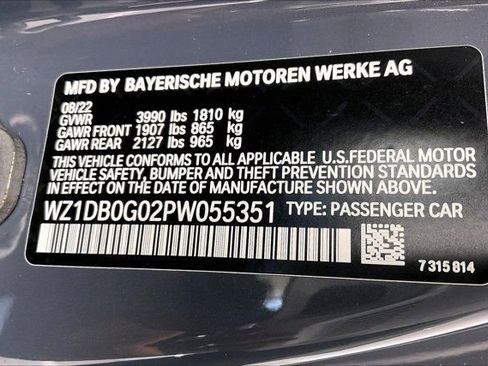 MFD BY BAYERISCHE MOTOREN WERKE AG
08/22
GVWR 3990 lbs 1810 kg
GAWR FRONT 1907 lbs 865 kg
GAWR REAR 2127 lbs 965 kg
THIS VEHICLE CONFORMS TO ALL APPLICABLE U.S.FEDERAL MOTOR
VEHICLE SAFETY, BUMPER AND THEFT PREVENTION STANDARDS
IN EFFECT ON THE DATE OF MANUFACTURE SHOWN ABOVE.
WZ1DB0G02PW055351 TYPE: PASSENGER CAR
7 315 814